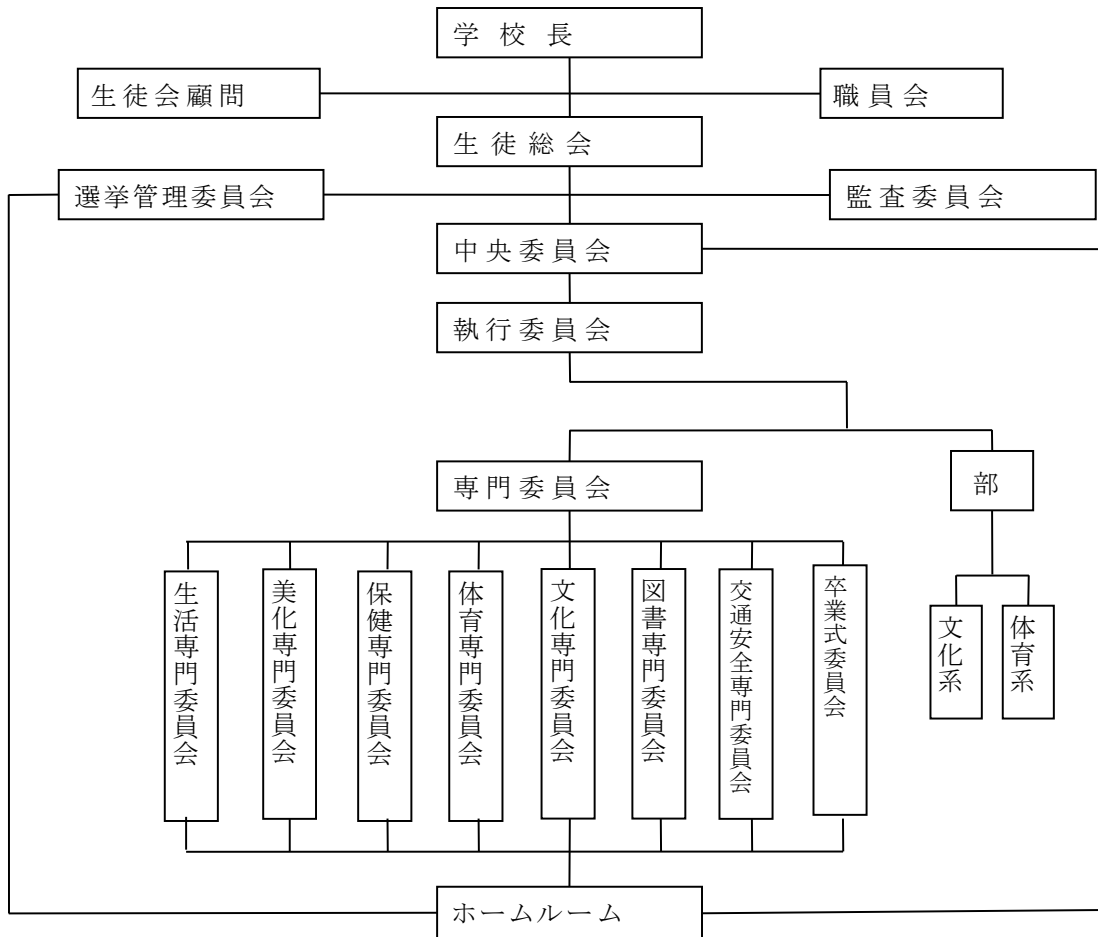 学校長
生徒会顧問
職員会
生徒総会
選挙管理委員会
監査委員会
中央委員会
執行委員会
専門委員会
部
生活専門委員会
美化専門委員会
保健専門委員会
体育専門委員会
文化専門委員会
図書専門委員会
交通安全専門委員会
卒業式委員会
文化系
体育系
ホームルーム